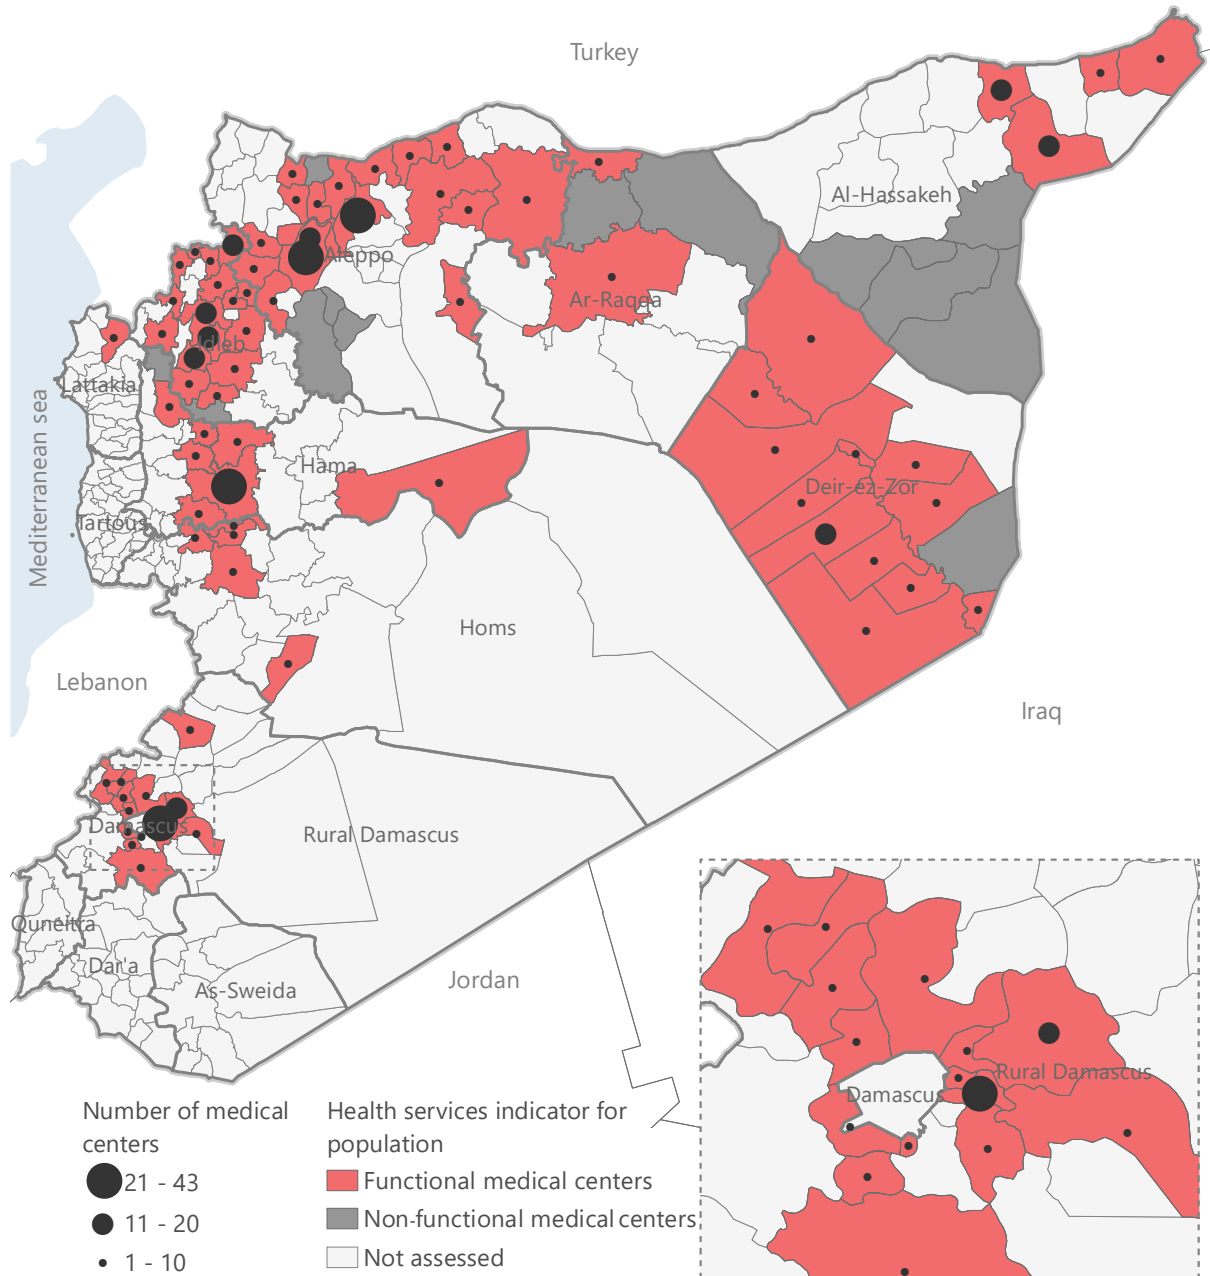 Turkey
Al-Hassakeh
Aleppo
Ar-Raqqa
Idleb
Lattakia
Mediterranean sea
Hama
Deir-ez-Zor
Tartous
Homs
Lebanon
Iraq
Damascus
Rural Damascus
Quneitra
Dar'a
As-Sweida
Jordan
Rural Damascus
Damascus
Number of medical
centers
21 - 43
11 - 20
1 - 10
Health services indicator for
population
Functional medical centers
Non-functional medical centers
Not assessed